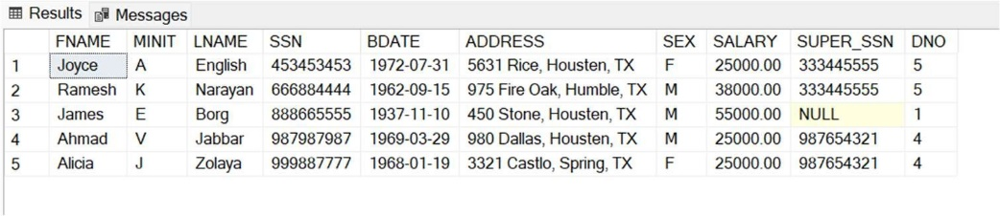 Results Messages
FNAME MINIT LNAME SSN BDATE ADDRESS SEX SALARY SUPER_SSN DNO
1 Joyce A English 453453453 1972-07-31 5631 Rice, Housten, TX F 25000.00 333445555 5
2 Ramesh K Narayan 666884444 1962-09-15 975 Fire Oak, Humble, TX M 38000.00 333445555 5
3 James E Borg 888665555 1937-11-10 450 Stone, Housten, TX M 55000.00 NULL 1
4 Ahmad V Jabbar 987987987 1969-03-29 980 Dallas, Housten, TX M 25000.00 987654321 4
5 Alicia J Zolaya 999887777 1968-01-19 3321 Castlo, Spring, TX F 25000.00 987654321 4